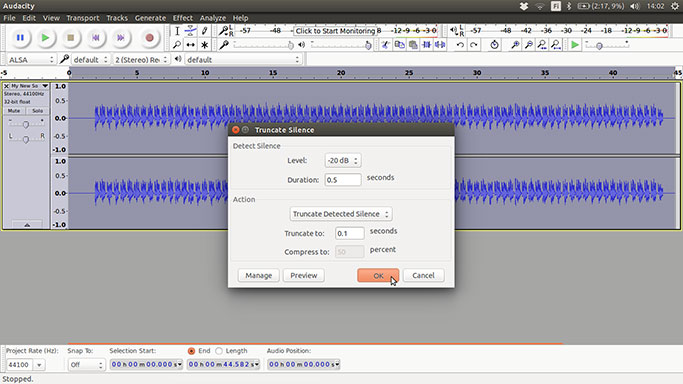 Audacity
Fi (2:17, 9%) 14:02
File Edit View Transport Tracks Generate Effect Analyze Help
L R -57 -48 Click to Start Monitoring -12 -9 -6 -3 0
L R -57 -48 -42 -36 -30 -24 -18 -12 -9 -6 -3 0
ALSA default 2 (Stereo) Rec default
-5 0 5 10 15 20 25 30 35 40 45
My New So
Stereo, 44100Hz
32-bit float
Mute Solo
- +
L R
1.0
0.5
0.0
-0.5
-1.0
1.0
0.5
0.0
-0.5
-1.0
Truncate Silence
Detect Silence
Level: -20 dB
Duration: 0.5 seconds
Action
Truncate Detected Silence
Truncate to: 0.1 seconds
Compress to: 50 percent
Manage Preview OK Cancel
Project Rate (Hz): Snap To: Selection Start: End Length Audio Position:
44100 Off 00 h 00 m 00.000 s 00 h 00 m 44.582 s 00 h 00 m 00.000 s
Stopped.